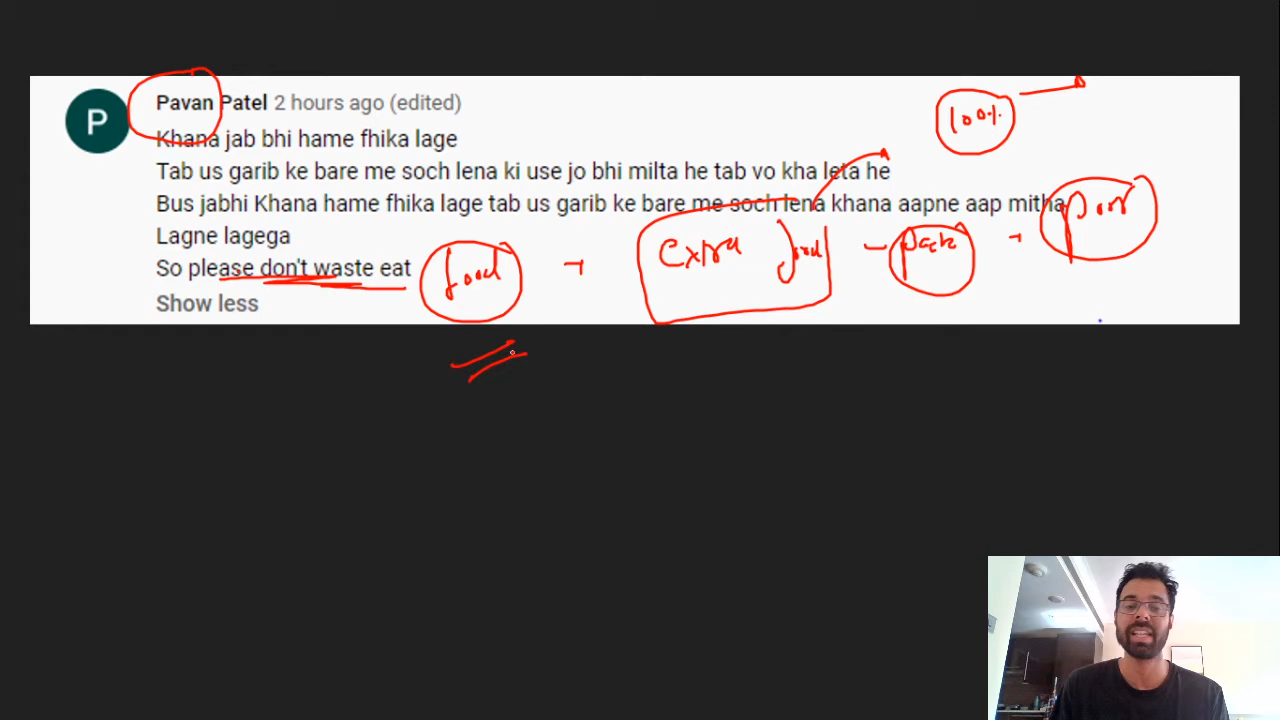 P
Pavan Patel 2 hours ago (edited)
Khana jab bhi hame fhika lage
100%
Tab us garib ke bare me soch lena ki use jo bhi milta he tab vo kha leta he
Bus jabhi Khana hame fhika lage tab us garib ke bare me soch lena khana aapne aap mitha
Poor
Lagne lagega
extra food pack
So please don't waste eat
food
Show less